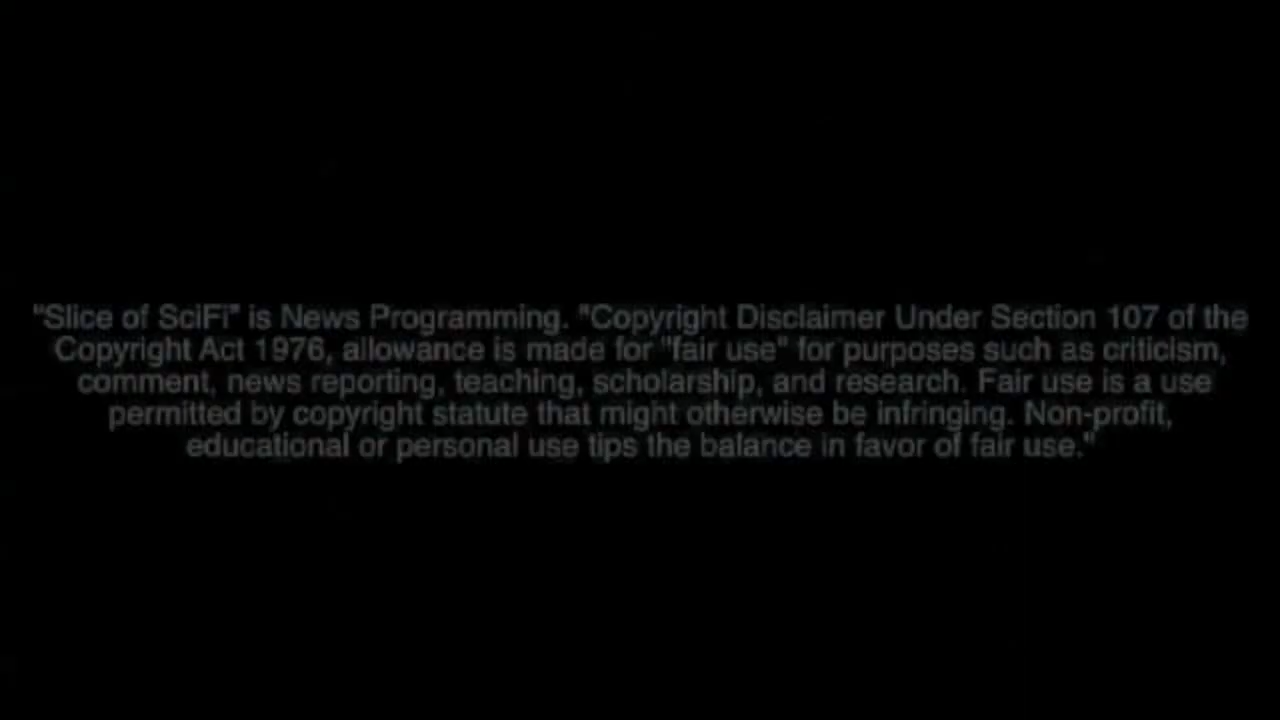 "Slice of SciFi" is News Programming. "Copyright Disclaimer Under Section 107 of the
Copyright Act 1976, allowance is made for "fair use" for purposes such as criticism,
comment, news reporting, teaching, scholarship, and research. Fair use is a use
permitted by copyright statute that might otherwise be infringing. Non-profit,
educational or personal use tips the balance in favor of fair use."